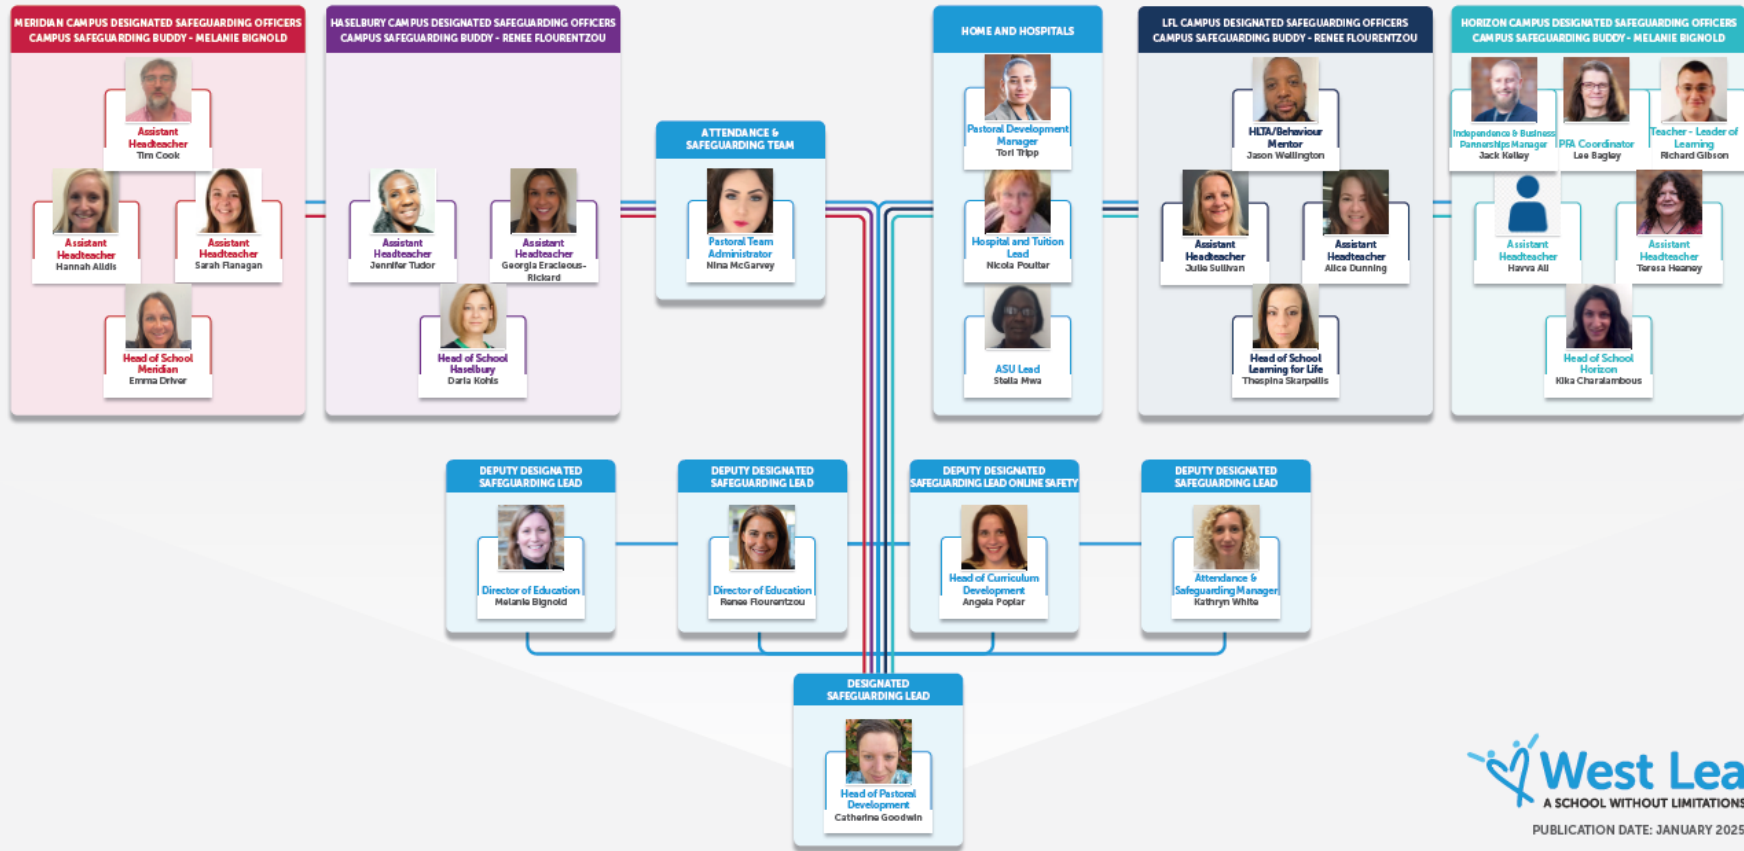 MERIDIAN CAMPUS DESIGNATED SAFEGUARDING OFFICERS
CAMPUS SAFEGUARDING BUDDY - MELANIE BIGNOLD
Assistant
Headteacher
Tim Cook
Assistant
Headteacher
Hannah Alldis
Assistant
Headteacher
Sarah Flanagan
Head of School
Meridian
Emma Driver
HASELBURY CAMPUS DESIGNATED SAFEGUARDING OFFICERS
CAMPUS SAFEGUARDING BUDDY - RENEE FLOURENTZOU
Assistant
Headteacher
Jennifer Tudor
Assistant
Headteacher
Georgia Eracleous-
Rickard
Head of School
Haselbury
Daria Kohls
ATTENDANCE &
SAFEGUARDING TEAM
Pastoral Team
Administrator
Nina McGarvey
HOME AND HOSPITALS
Pastoral Development
Manager
Tori Tripp
Hospital and Tuition
Lead
Nicola Poulter
ASU Lead
Stella Mwa
LFL CAMPUS DESIGNATED SAFEGUARDING OFFICERS
CAMPUS SAFEGUARDING BUDDY - RENEE FLOURENTZOU
HLTA/Behaviour
Mentor
Jason Wellington
Assistant
Headteacher
Julie Sullivan
Assistant
Headteacher
Alice Dunning
Head of School
Learning for Life
Thespina Skarpellis
HORIZON CAMPUS DESIGNATED SAFEGUARDING OFFICERS
CAMPUS SAFEGUARDING BUDDY - MELANIE BIGNOLD
Independence & Business
Parnerships Manager
Jack Kelley
PFA Coordinator
Lee Bagley
Teacher - Leader of
Learning
Richard Gibson
Assistant
Headteacher
Havva Ali
Assistant
Headteacher
Teresa Heaney
Head of School
Horizon
Kika Charalambous
DEPUTY DESIGNATED
SAFEGUARDING LEAD
Director of Education
Melanie Bignold
DEPUTY DESIGNATED
SAFEGUARDING LEAD
Director of Education
Renee Flourentzou
DEPUTY DESIGNATED
SAFEGUARDING LEAD ONLINE SAFETY
Head of Curriculum
Development
Angela Poplar
DEPUTY DESIGNATED
SAFEGUARDING LEAD
Attendance &
Safeguarding Manager
Kathryn White
DESIGNATED
SAFEGUARDING LEAD
Head of Pastoral
Development
Catherine Goodwin
West Lea
A SCHOOL WITHOUT LIMITATIONS
PUBLICATION DATE: JANUARY 2025